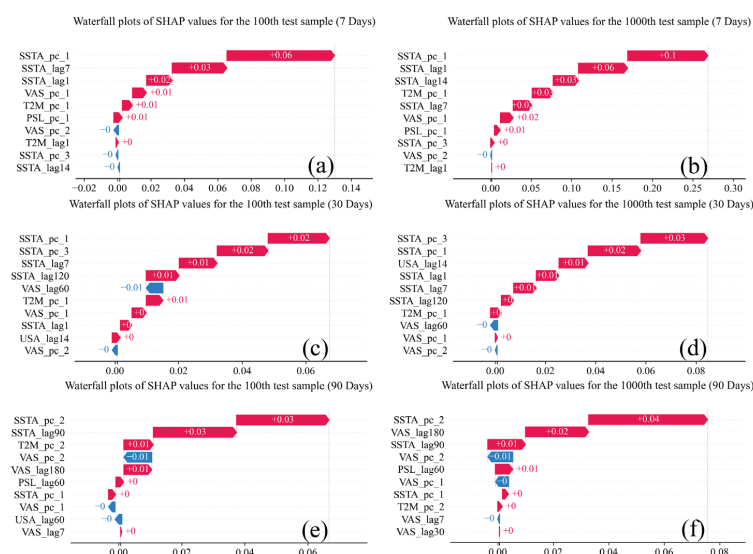 Waterfall plots of SHAP values for the 100th test sample (7 Days)
SSTA_pc_1 +0.06
SSTA_lag7 +0.03
SSTA_lag1 +0.02
VAS_pc_1 +0.01
T2M_pc_1 +0.01
PSL_pc_1 +0.01
VAS_pc_2 −0
T2M_lag1 +0
SSTA_pc_3 −0
SSTA_lag14 −0
(a)
−0.02 0.00 0.02 0.04 0.06 0.08 0.10 0.12 0.14
Waterfall plots of SHAP values for the 1000th test sample (7 Days)
SSTA_pc_1 +0.1
SSTA_lag1 +0.06
SSTA_lag14 +0.03
T2M_pc_1
SSTA_lag7
VAS_pc_1 +0.02
PSL_pc_1 +0.01
SSTA_pc_3 +0
VAS_pc_2 −0
T2M_lag1 +0
(b)
0.00 0.05 0.10 0.15 0.20 0.25 0.30
Waterfall plots of SHAP values for the 100th test sample (30 Days)
SSTA_pc_1 +0.02
SSTA_pc_3 +0.02
SSTA_lag7 +0.01
SSTA_lag120 +0.01
VAS_lag60 −0.01
T2M_pc_1 +0.01
VAS_pc_1 +0
SSTA_lag1 +0
USA_lag14 +0
VAS_pc_2 −0
(c)
0.00 0.02 0.04 0.06
Waterfall plots of SHAP values for the 1000th test sample (30 Days)
SSTA_pc_3 +0.03
SSTA_pc_1 +0.02
USA_lag14 +0.01
SSTA_lag1 +0.01
SSTA_lag7 +0.01
SSTA_lag120 +0
T2M_pc_1 +0
VAS_lag60 −0
VAS_pc_1 +0
VAS_pc_2 −0
(d)
0.00 0.02 0.04 0.06 0.08
Waterfall plots of SHAP values for the 100th test sample (90 Days)
SSTA_pc_2 +0.03
SSTA_lag90 +0.03
T2M_pc_2 +0.01
VAS_pc_2 −0.01
VAS_lag180 +0.01
PSL_lag60 +0
SSTA_pc_1 +0
VAS_pc_1 −0
USA_lag60 −0
VAS_lag7 +0
(e)
0.00 0.02 0.04 0.06
Waterfall plots of SHAP values for the 1000th test sample (90 Days)
SSTA_pc_2 +0.04
VAS_lag180 +0.02
SSTA_lag90 +0.01
VAS_pc_2 −0.01
PSL_lag60 +0.01
VAS_pc_1 −0
SSTA_pc_1 +0
T2M_pc_2 +0
VAS_lag7 −0
VAS_lag30 +0
(f)
0.00 0.02 0.04 0.06 0.08